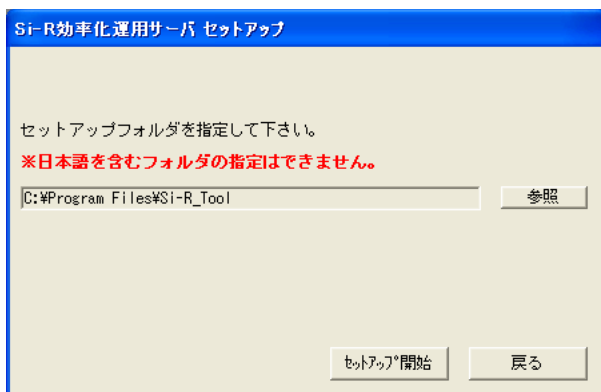 Si-R効率化運用サーバ セットアップ
セットアップフォルダを指定して下さい。
※日本語を含むフォルダの指定はできません。
C:¥Program Files¥Si-R_Tool
参照
ｾｯﾄｱｯﾌﾟ開始
戻る